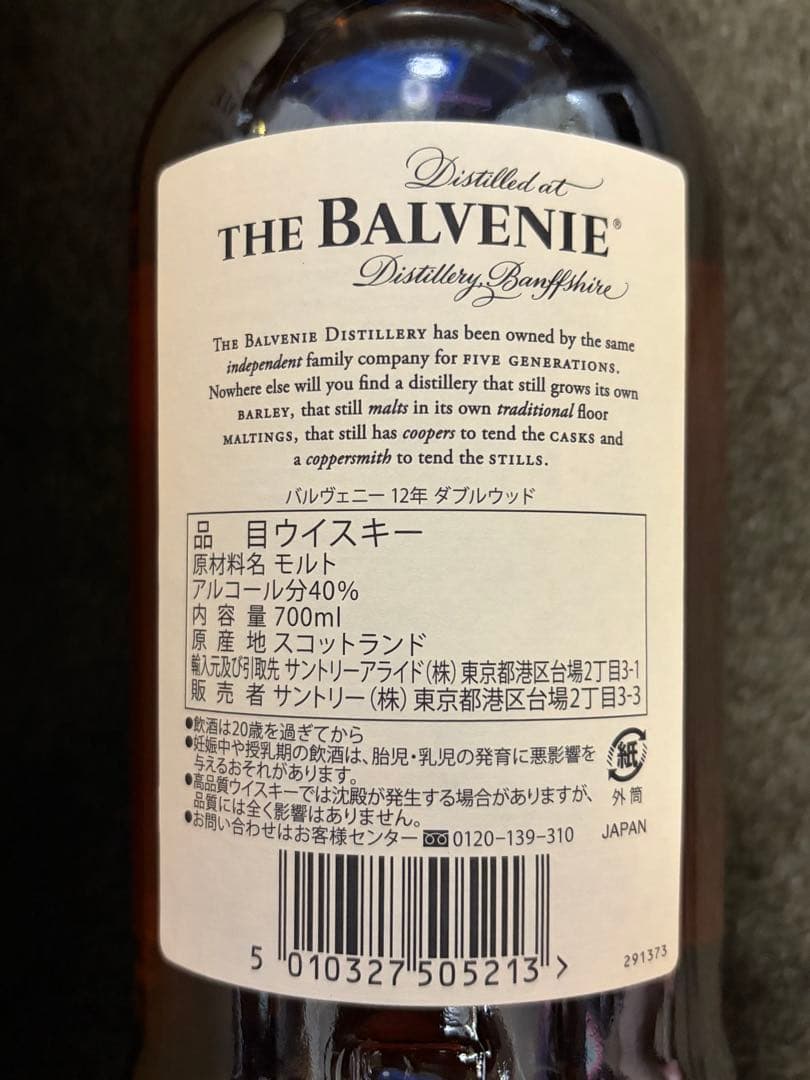 Distilled at
THE BALVENIE®
Distillery, Banffshire
THE BALVENIE DISTILLERY has been owned by the same
independent family company for FIVE GENERATIONS.
Nowhere else will you find a distillery that still grows its own
BARLEY, that still malts in its own traditional floor
MALTINGS, that still has coopers to tend the CASKS and
a coppersmith to tend the STILLS.
バルヴェニー 12年 ダブルウッド
品 目 ウイスキー
原材料名 モルト
アルコール分40%
内 容 量 700ml
原 産 地 スコットランド
輸入元及び引取先 サントリーアライド(株) 東京都港区台場2丁目3-1
販 売 者 サントリー(株) 東京都港区台場2丁目3-3
●飲酒は20歳を過ぎてから
●妊娠中や授乳期の飲酒は、胎児・乳児の発育に悪影響を
与えるおそれがあります。
●高品質ウイスキーでは沈殿が発生する場合がありますが、
品質には全く影響はありません。
●お問い合わせはお客様センター 0120-139-310
紙
外 筒
JAPAN
5 010327 505213 >
291373